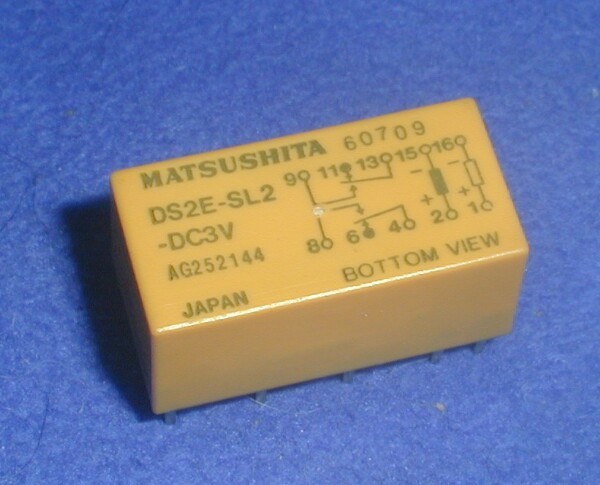 MATSUSHITA 60709
DS2E-SL2
-DC3V
AG252144
JAPAN
9 11 13 15 16
- -
+ +
8 6 4 2 1
BOTTOM VIEW